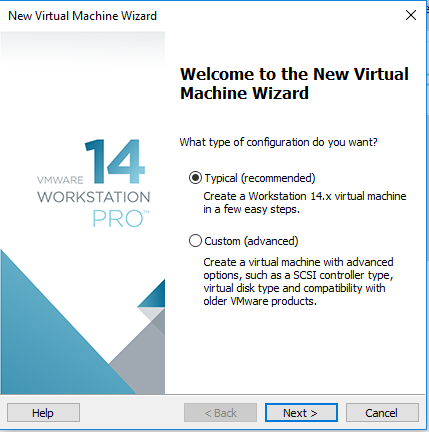 New Virtual Machine Wizard
Welcome to the New Virtual
Machine Wizard
VMWARE 14
WORKSTATION
PRO™
What type of configuration do you want?
Typical (recommended)
Create a Workstation 14.x virtual machine
in a few easy steps.
Custom (advanced)
Create a virtual machine with advanced
options, such as a SCSI controller type,
virtual disk type and compatibility with
older VMware products.
Help
< Back
Next >
Cancel